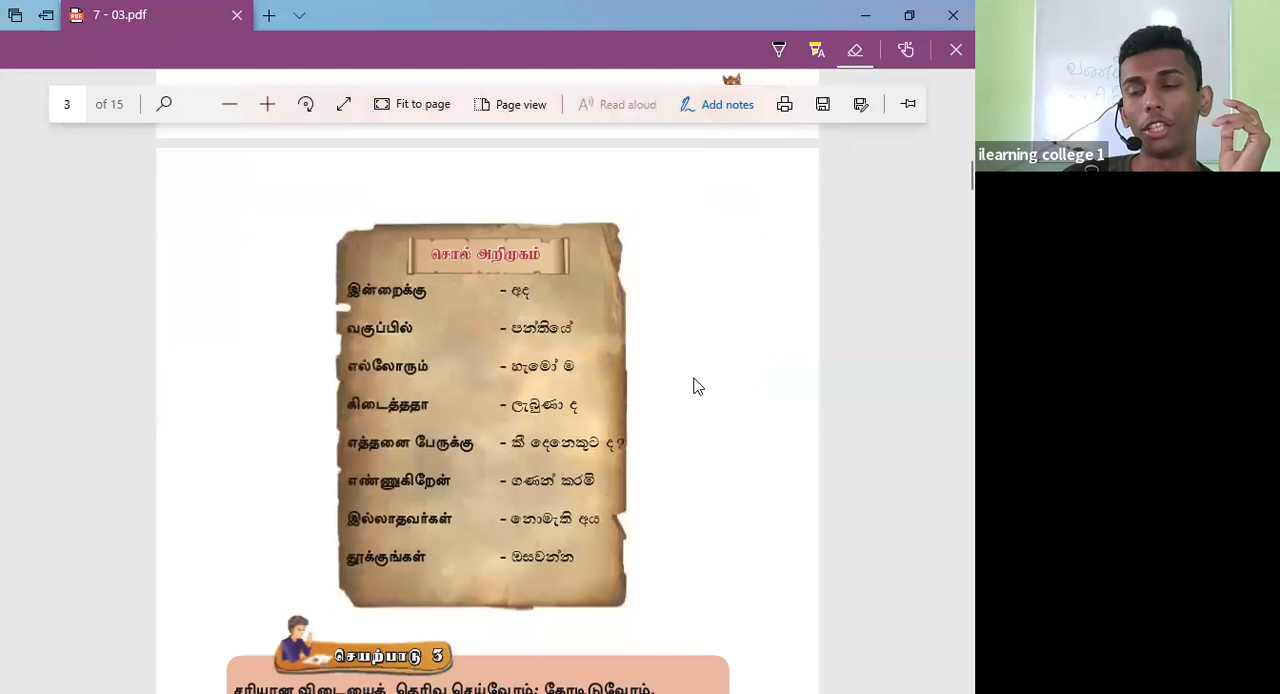 7 - 03.pdf
3 of 15
Fit to page
Page view
Read aloud
Add notes
ilearning college 1
சொல் அறிமுகம்
இன்றைக்கு - අද
வகுப்பில் - පන්තියේ
எல்லோரும் - හැමෝ ම
கிடைத்ததா - ලැබුණා ද
எத்தனை பேருக்கு - කී දෙනෙකුට ද?
எண்ணுகிறேன் - ගණන් කරමි
இல்லாதவர்கள் - නොමැති අය
தூக்குங்கள் - ඔසවන්න
செயற்பாடு 3
சரியான விடையைத் தெரிவு செய்வோம்; கோடிடுவோம்.